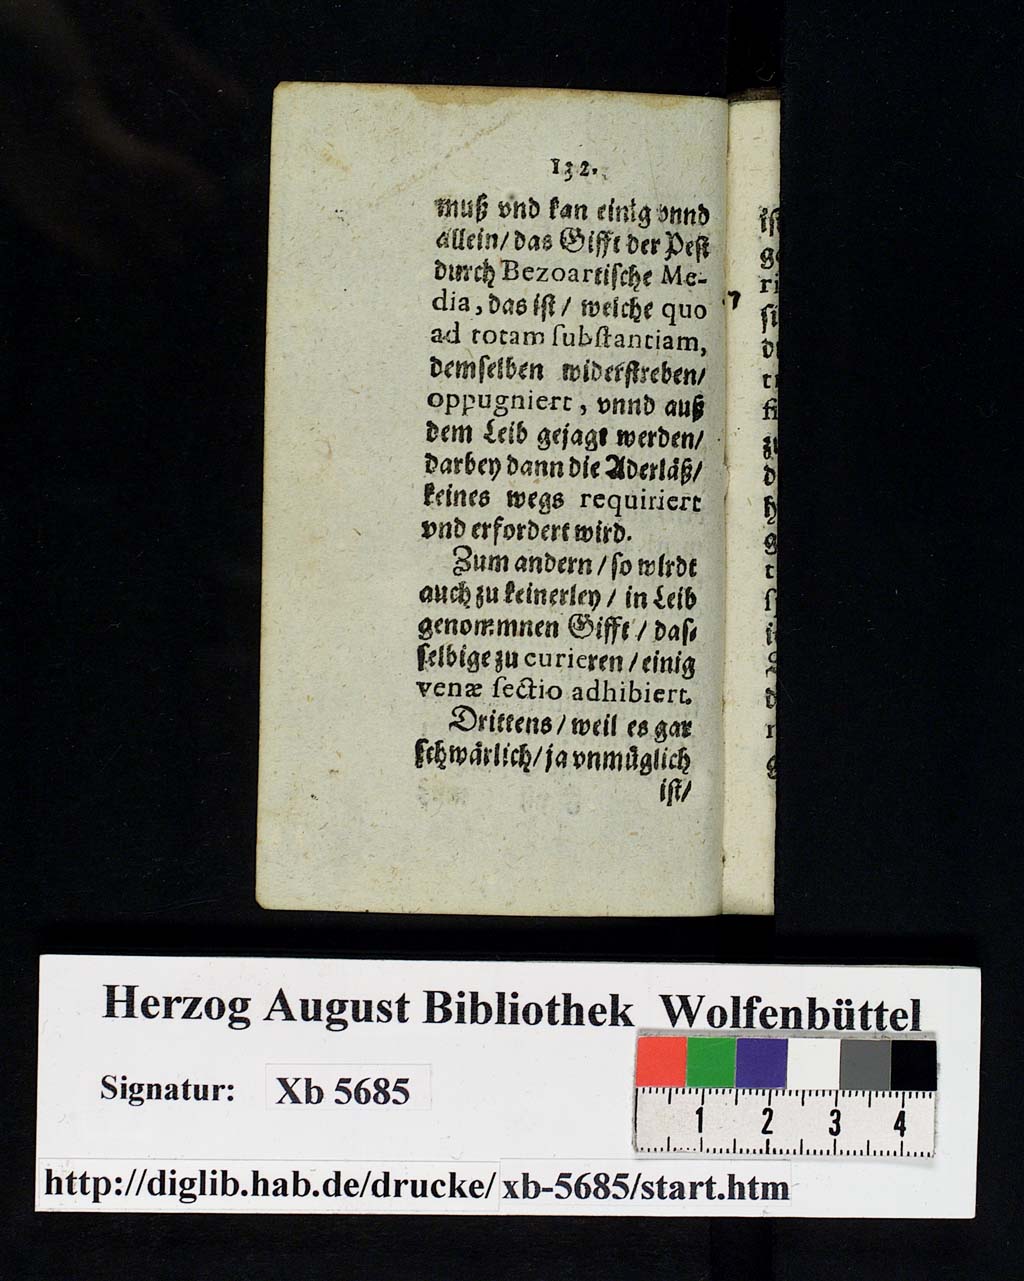 132.
muß vnd kan einig vnnd
allein/ das Gifft der Pest
durch Bezoartische Me-
dia, das ist/ welche quo
ad totam ſubſtantiam,
demſelben widerſtreben/
oppugniert, vnnd auß
dem Leib gejagt werden/
darbey dann die Aderläß/
keines wegs requiriert
vnd erfordert wird.
Zum andern/ ſo wirdt
auch zu keinerley/ in Leib
genommnen Gifft/ das-
ſelbige zu curieren/ einig
venæ ſectio adhibiert.
Drittens/ weil es gar
ſchwärlich/ ja vnmüglich
iſt/
Herzog August Bibliothek Wolfenbüttel
Signatur: Xb 5685
1 2 3 4
http://diglib.hab.de/drucke/xb-5685/start.htm